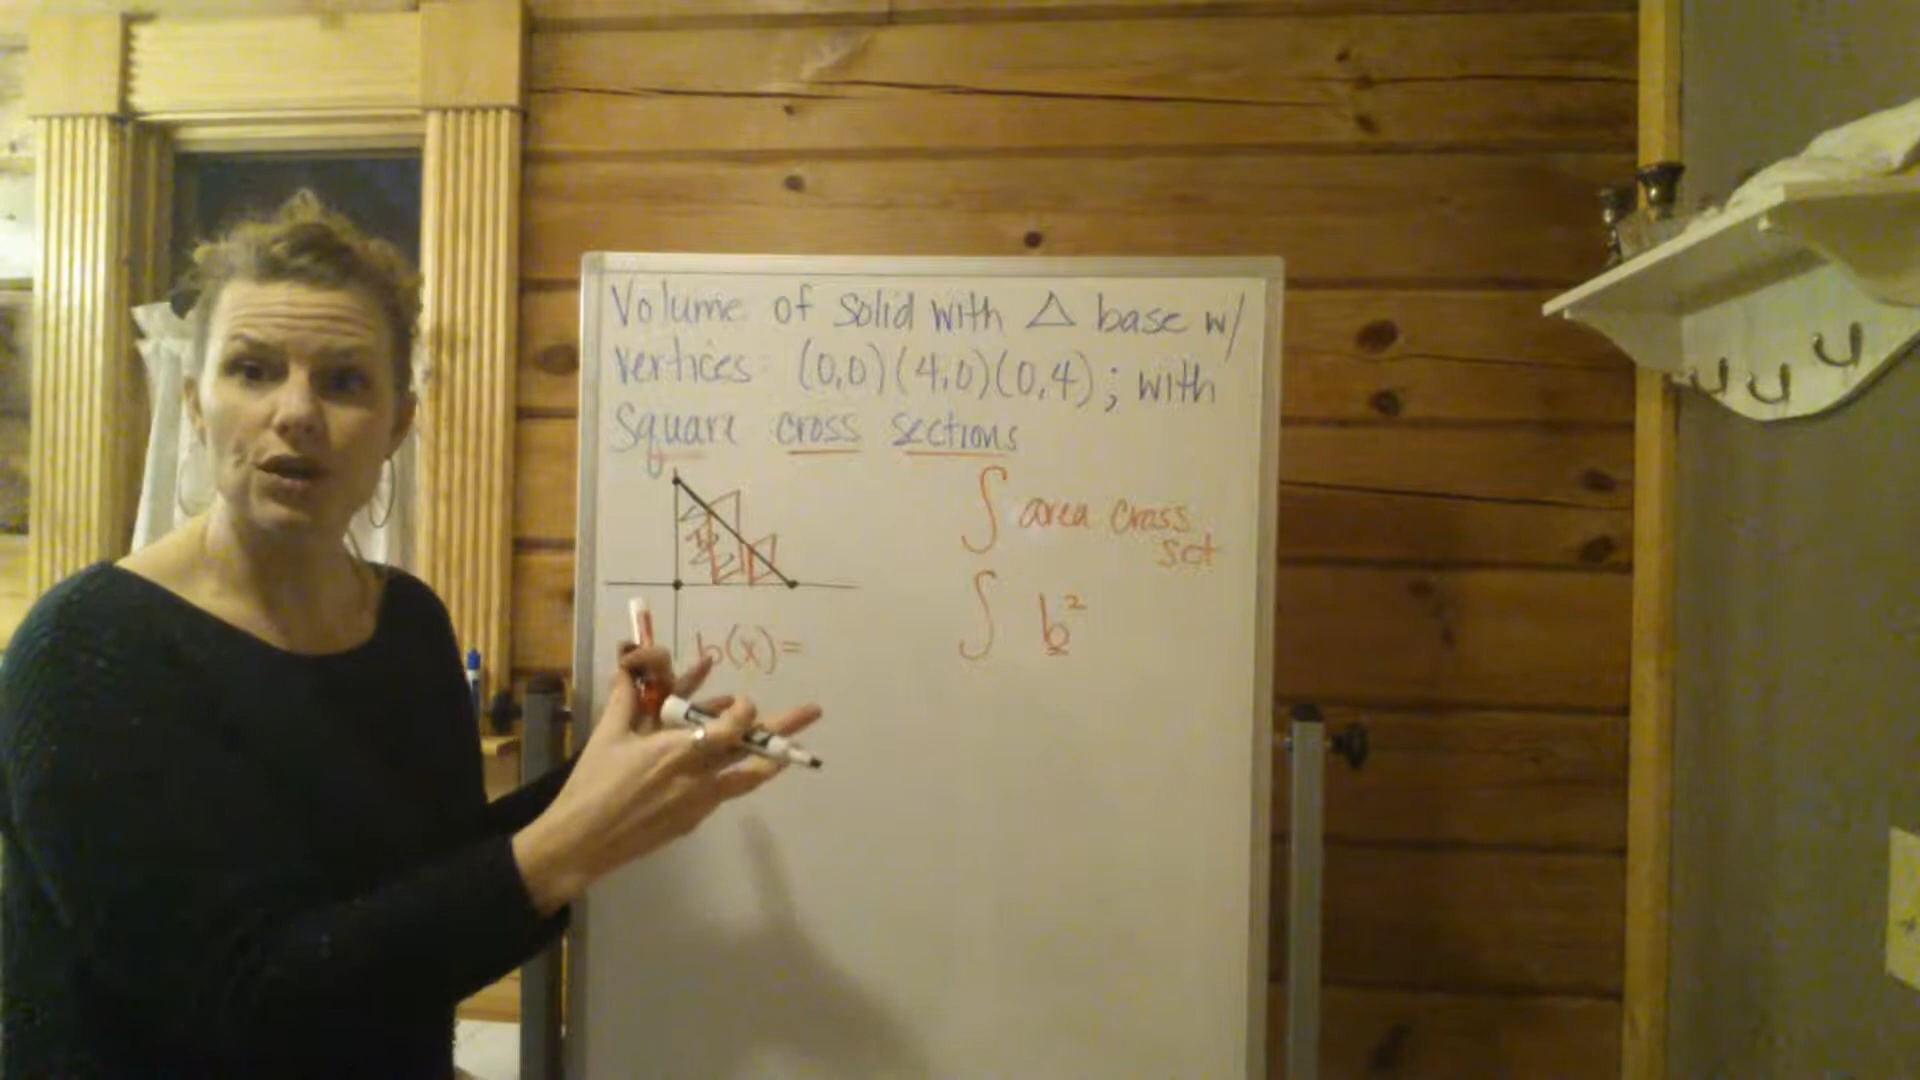 Volume of solid with △ base w/
vertices: (0,0)(4,0)(0,4); with
square cross sections
∫ area cross
sct
∫ b²
b(x)=